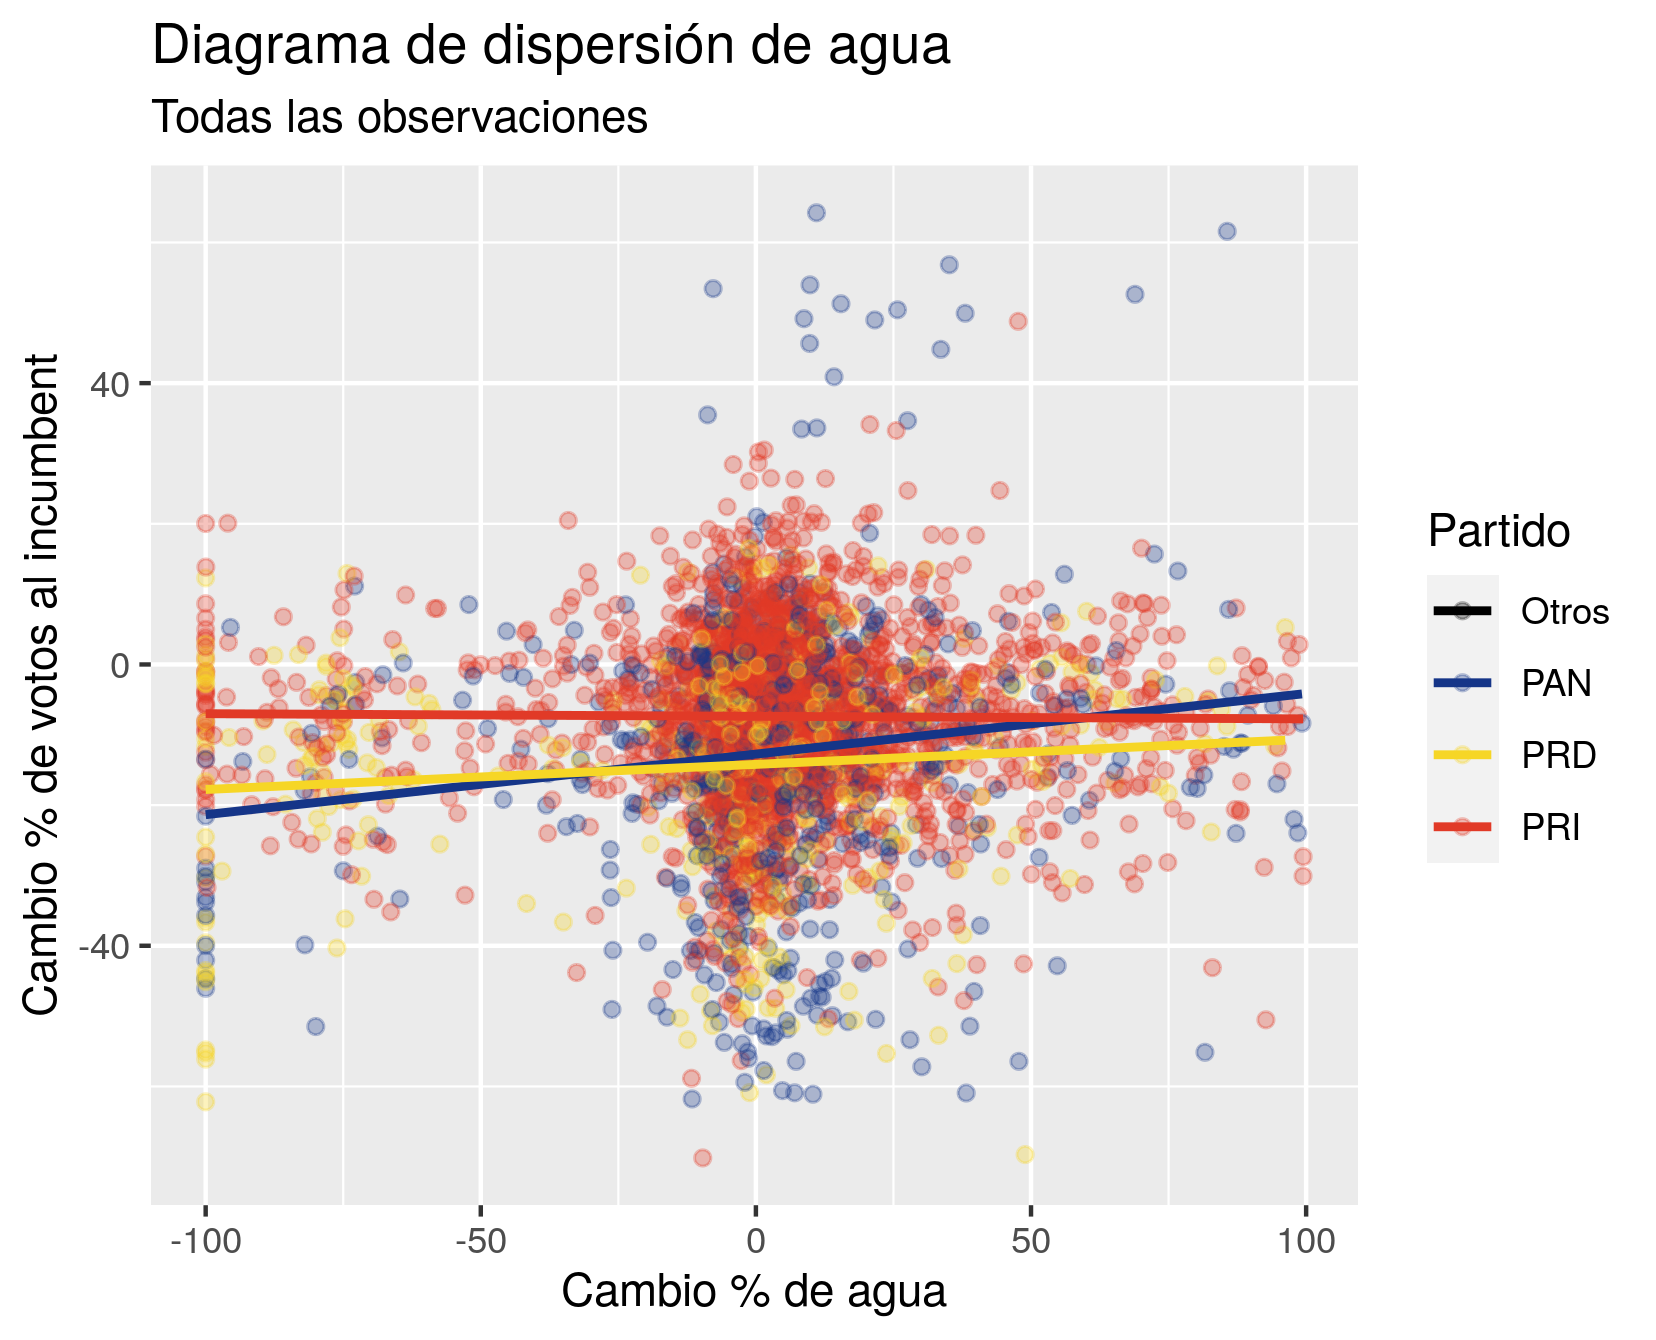 Diagrama de dispersión de agua
Todas las observaciones
Cambio % de votos al incumbent
40
0
-40
-100
-50
0
50
100
Cambio % de agua
Partido
Otros
PAN
PRD
PRI